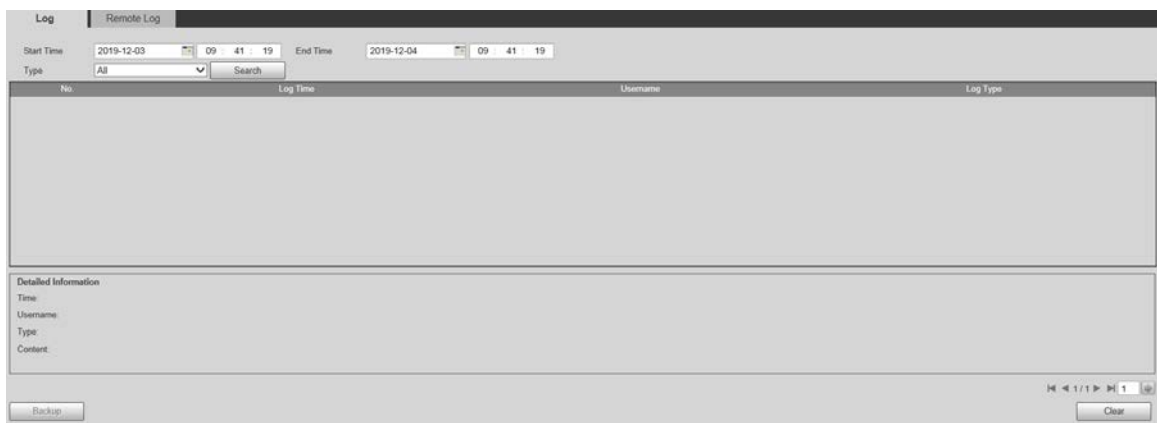 Log Remote Log
Start Time 2019-12-03 09 : 41 : 19 End Time 2019-12-04 09 : 41 : 19
Type All Search
No. Log Time Username Log Type
Detailed Information
Time:
Username:
Type:
Content:
1/1 1
Backup Clear